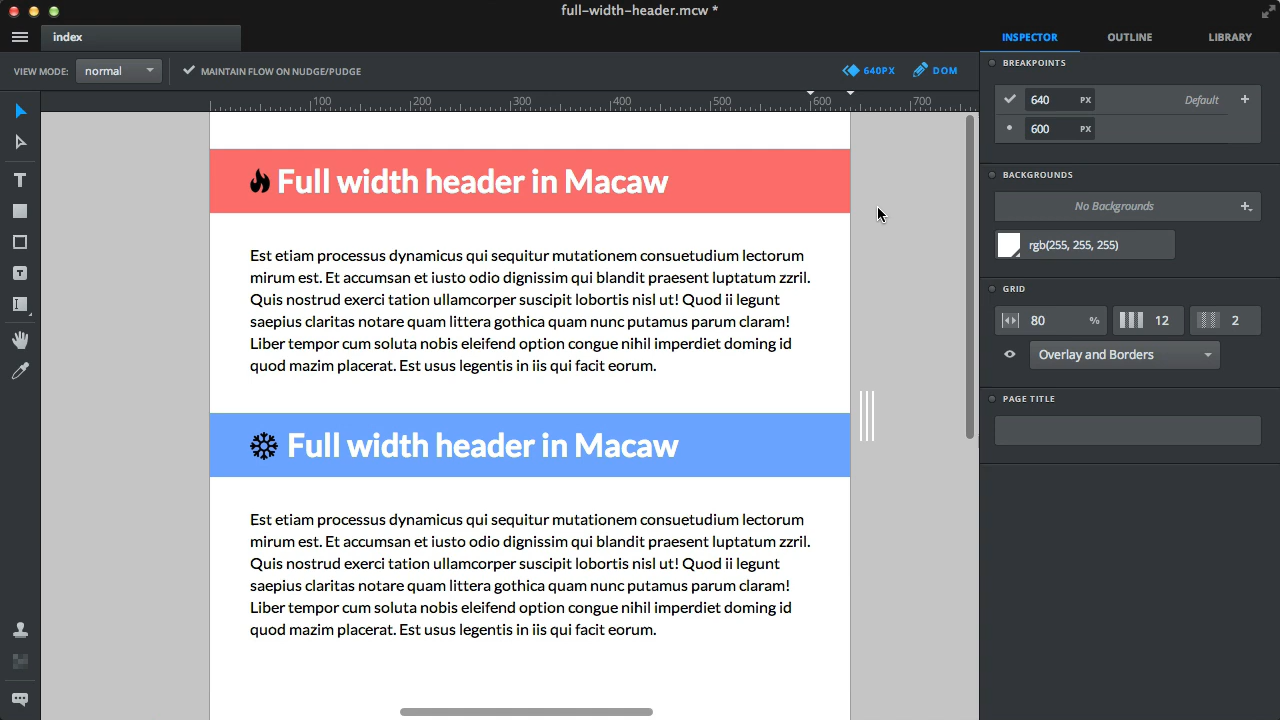 full-width-header.mcw *
index
INSPECTOR OUTLINE LIBRARY
VIEW MODE: normal MAINTAIN FLOW ON NUDGE/PUDGE 640PX DOM
BREAKPOINTS
640 PX Default +
600 PX
100 200 300 400 500 600 700
BACKGROUNDS
No Backgrounds
rgb(255, 255, 255)
GRID
80 % 12 2
Overlay and Borders
PAGE TITLE
T
Full width header in Macaw
Est etiam processus dynamicus qui sequitur mutationem consuetudium lectorum
mirum est. Et accumsan et iusto odio dignissim qui blandit praesent luptatum zzril.
Quis nostrud exerci tation ullamcorper suscipit lobortis nisl ut! Quod ii legunt
saepius claritas notare quam littera gothica quam nunc putamus parum claram!
Liber tempor cum soluta nobis eleifend option congue nihil imperdiet doming id
quod mazim placerat. Est usus legentis in iis qui facit eorum.
Full width header in Macaw
Est etiam processus dynamicus qui sequitur mutationem consuetudium lectorum
mirum est. Et accumsan et iusto odio dignissim qui blandit praesent luptatum zzril.
Quis nostrud exerci tation ullamcorper suscipit lobortis nisl ut! Quod ii legunt
saepius claritas notare quam littera gothica quam nunc putamus parum claram!
Liber tempor cum soluta nobis eleifend option congue nihil imperdiet doming id
quod mazim placerat. Est usus legentis in iis qui facit eorum.